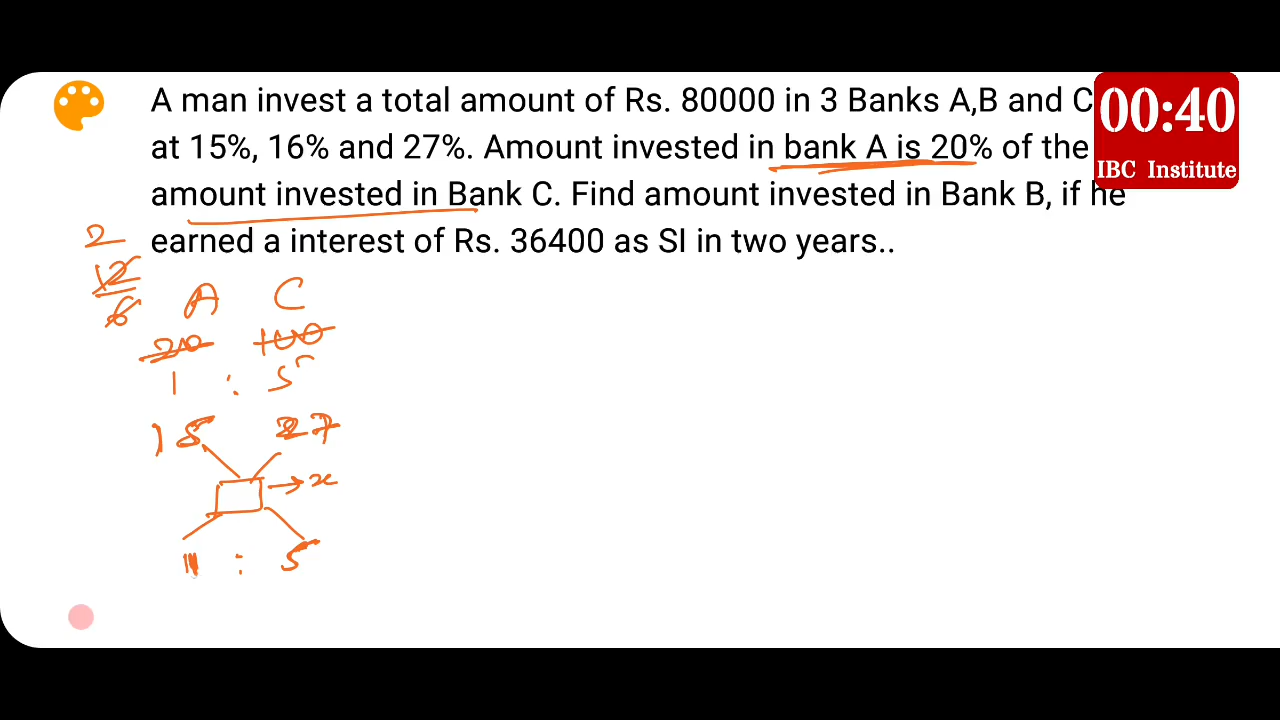 A man invest a total amount of Rs. 80000 in 3 Banks A,B and C
at 15%, 16% and 27%. Amount invested in bank A is 20% of the
amount invested in Bank C. Find amount invested in Bank B, if he
earned a interest of Rs. 36400 as SI in two years..
00:40
IBC Institute
2
12
6
A C
20 100
1 : 5
15 27
→ x
1 : 5